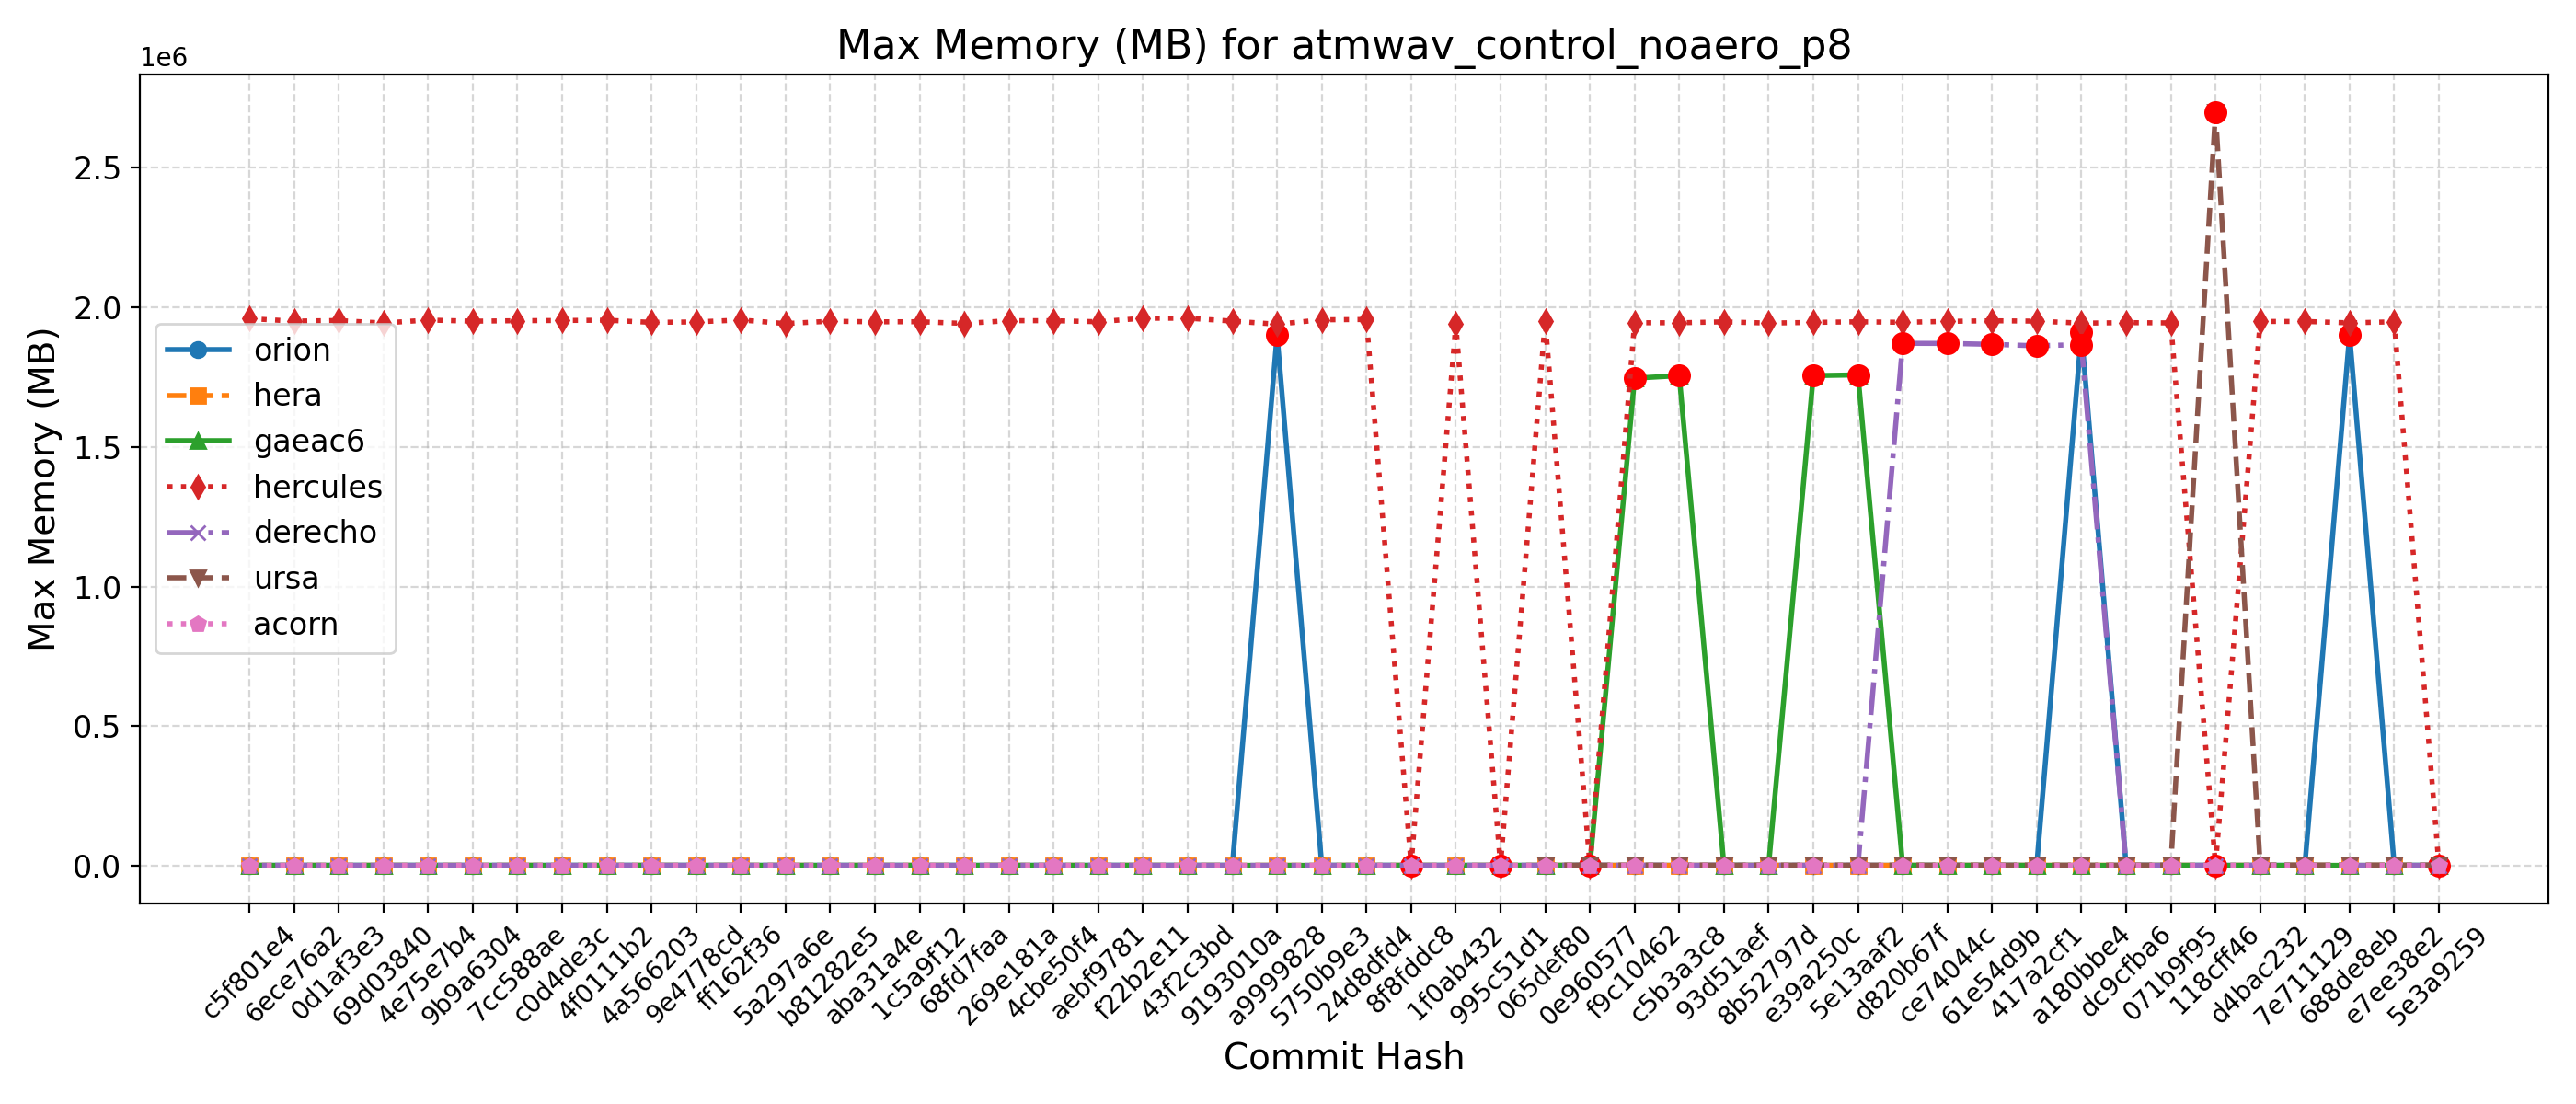 Max Memory (MB) for atmwav_control_noaero_p8
1e6
Max Memory (MB)
2.5
2.0
1.5
1.0
0.5
0.0
orion
hera
gaeac6
hercules
derecho
ursa
acorn
c5f801e4
6ece76a2
0d1af3e3
69d03840
4e75e7b4
9b9a6304
7cc588ae
c0d4de3c
4f0111b2
4a566203
9e4778cd
ff162f36
5a297a6e
b81282e5
aba31a4e
1c5a9f12
68fd7faa
269e181a
4cbe50f4
aebf9781
f22b2e11
43f2c3bd
9193010a
a9999828
5750b9e3
24d8dfd4
8f8fddc8
1f0ab432
995c51d1
065def80
0e960577
f9c10462
c5b3a3c8
93d51aef
8b52797d
e39a250c
5e13aaf2
d820b67f
ce74044c
61e54d9b
417a2cf1
a180bbe4
dc9cfba6
071b9f95
118cff46
d4bac232
7e711129
688de8eb
e7ee38e2
5e3a9259
Commit Hash